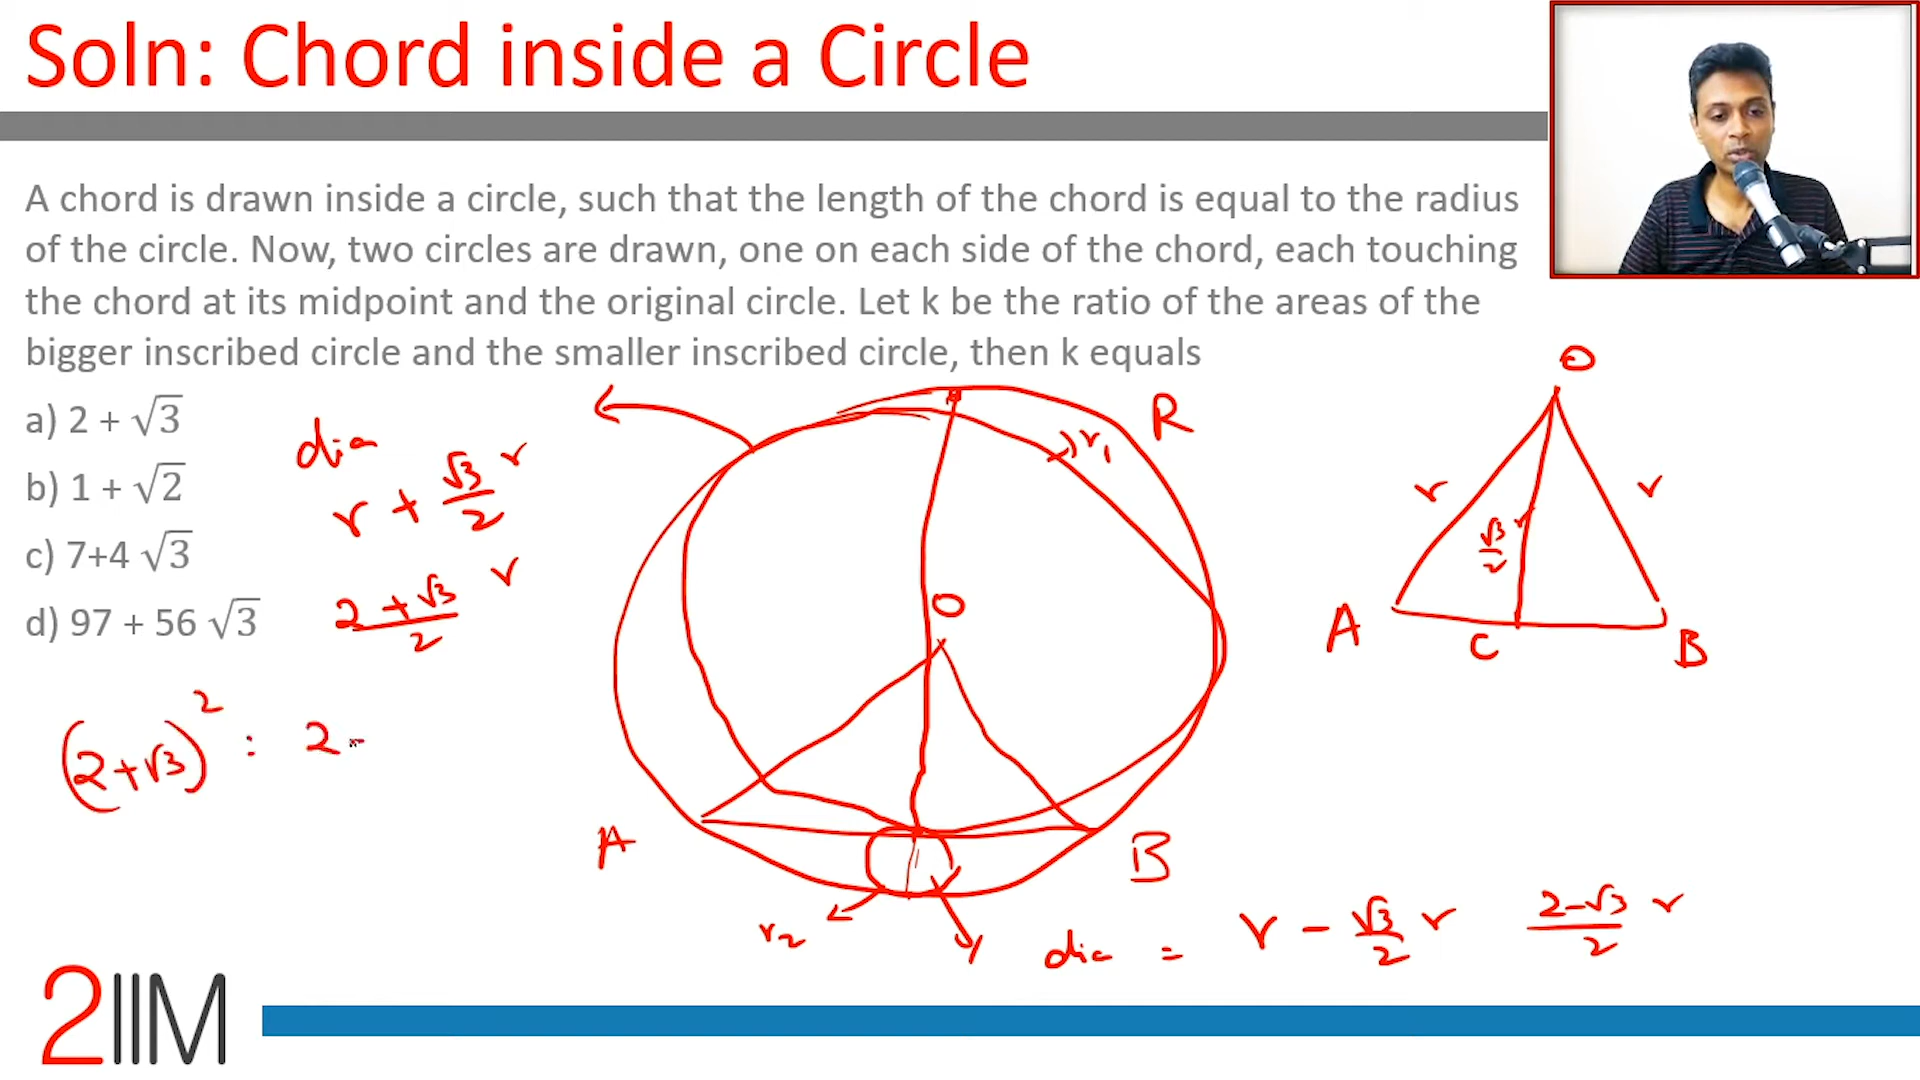 Soln: Chord inside a Circle
A chord is drawn inside a circle, such that the length of the chord is equal to the radius
of the circle. Now, two circles are drawn, one on each side of the chord, each touching
the chord at its midpoint and the original circle. Let k be the ratio of the areas of the
bigger inscribed circle and the smaller inscribed circle, then k equals
a) 2 + √3
b) 1 + √2
c) 7+4 √3
d) 97 + 56 √3
dia
r + √3/2 r
2 + √3/2 r
(2+√3)² : 2 -
R
r₁
O
A
B
r₂
dia = r - √3/2 r
2-√3/2 r
O
r
r
√3/2 r
A
C
B
2IIM